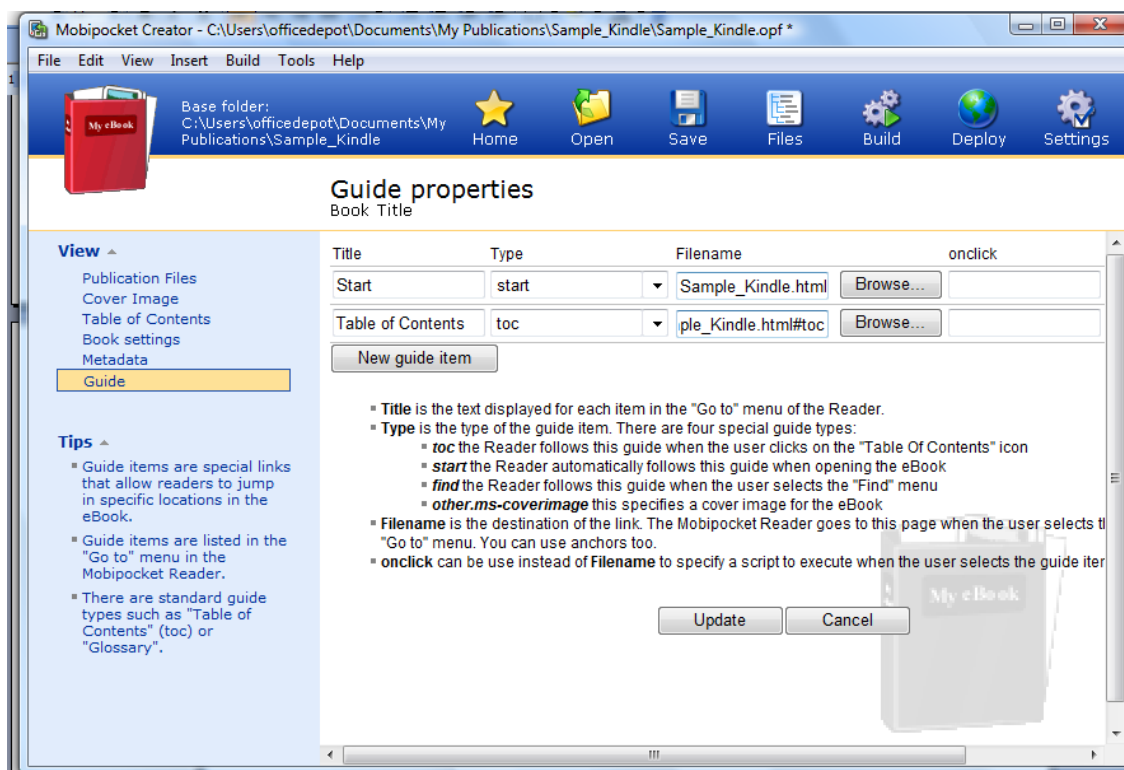 Mobipocket Creator - C:\Users\officedepot\Documents\My Publications\Sample_Kindle\Sample_Kindle.opf *
File Edit View Insert Build Tools Help
1
My eBook
Base folder:
C:\Users\officedepot\Documents\My
Publications\Sample_Kindle
Home Open Save Files Build Deploy Settings
Guide properties
Book Title
View
Publication Files
Cover Image
Table of Contents
Book settings
Metadata
Guide
Tips
Guide items are special links
that allow readers to jump
in specific locations in the
eBook.
Guide items are listed in the
"Go to" menu in the
Mobipocket Reader.
There are standard guide
types such as "Table of
Contents" (toc) or
"Glossary".
Title Type Filename onclick
Start start Sample_Kindle.html Browse...
Table of Contents toc ple_Kindle.html#toc Browse...
New guide item
Title is the text displayed for each item in the "Go to" menu of the Reader.
Type is the type of the guide item. There are four special guide types:
toc the Reader follows this guide when the user clicks on the "Table Of Contents" icon
start the Reader automatically follows this guide when opening the eBook
find the Reader follows this guide when the user selects the "Find" menu
other.ms-coverimage this specifies a cover image for the eBook
Filename is the destination of the link. The Mobipocket Reader goes to this page when the user selects
"Go to" menu. You can use anchors too.
onclick can be use instead of Filename to specify a script to execute when the user selects the guide
My eBook
Update Cancel